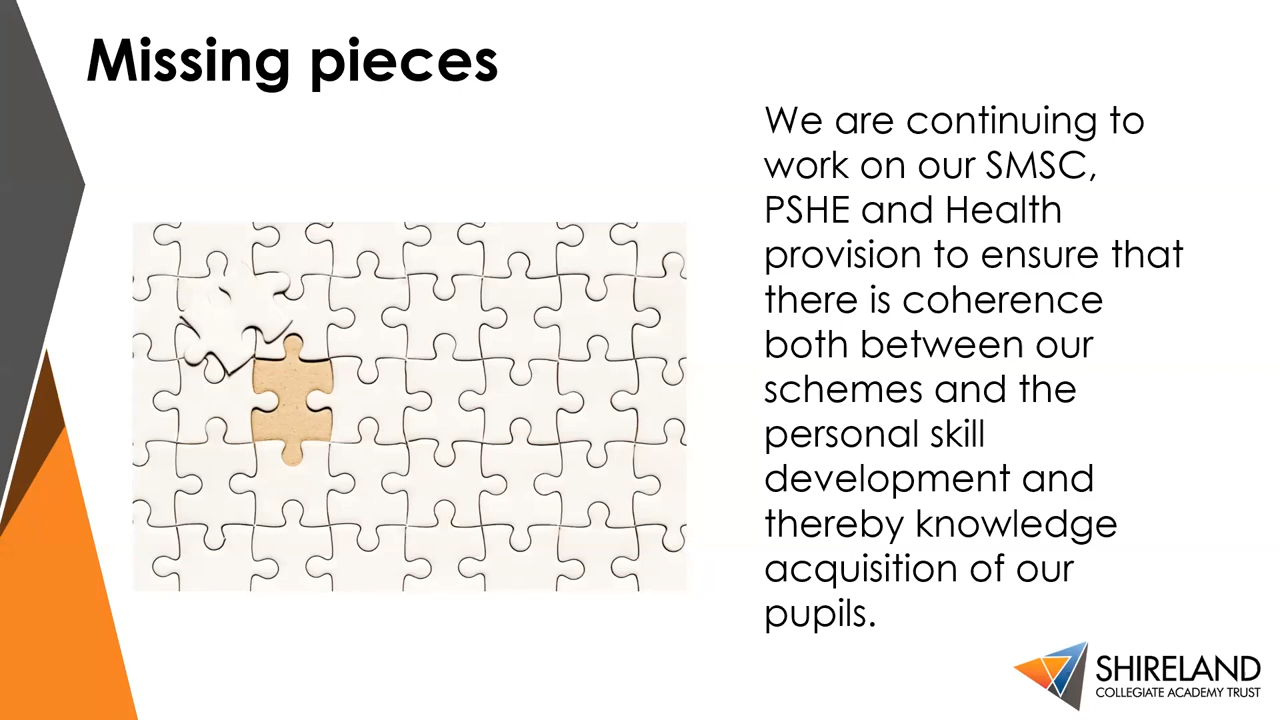 Missing pieces
We are continuing to
work on our SMSC,
PSHE and Health
provision to ensure that
there is coherence
both between our
schemes and the
personal skill
development and
thereby knowledge
acquisition of our
pupils.
SHIRELAND
COLLEGIATE ACADEMY TRUST